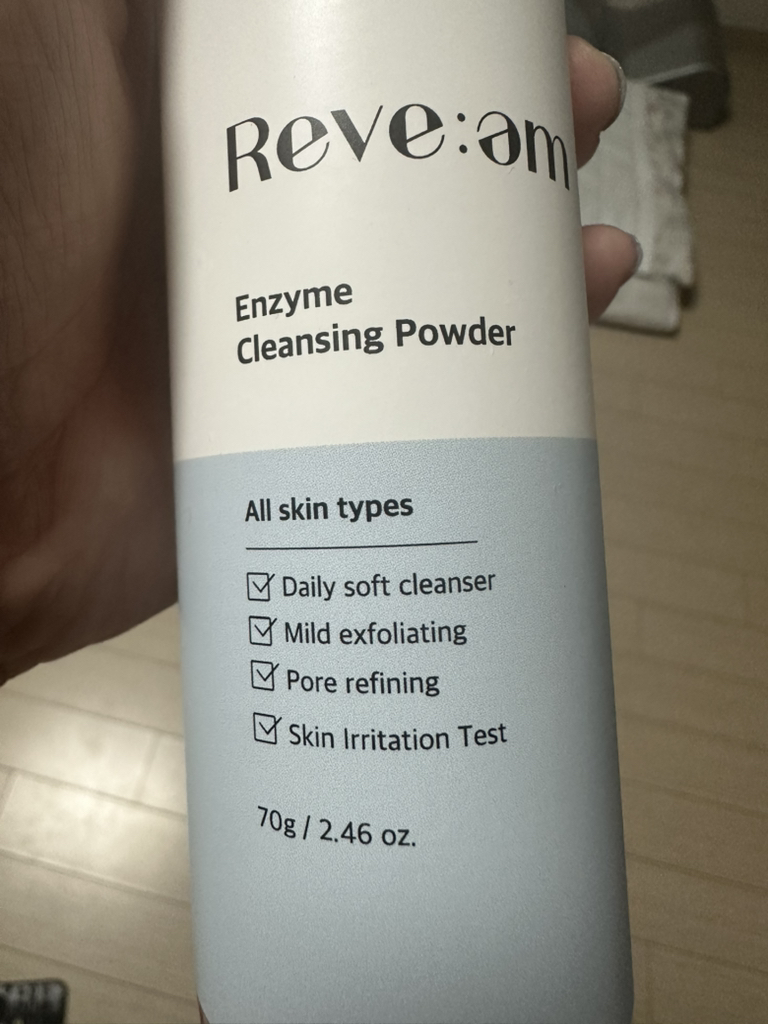 Reve:əm
Enzyme
Cleansing Powder
All skin types
Daily soft cleanser
Mild exfoliating
Pore refining
Skin Irritation Test
70g / 2.46 oz.